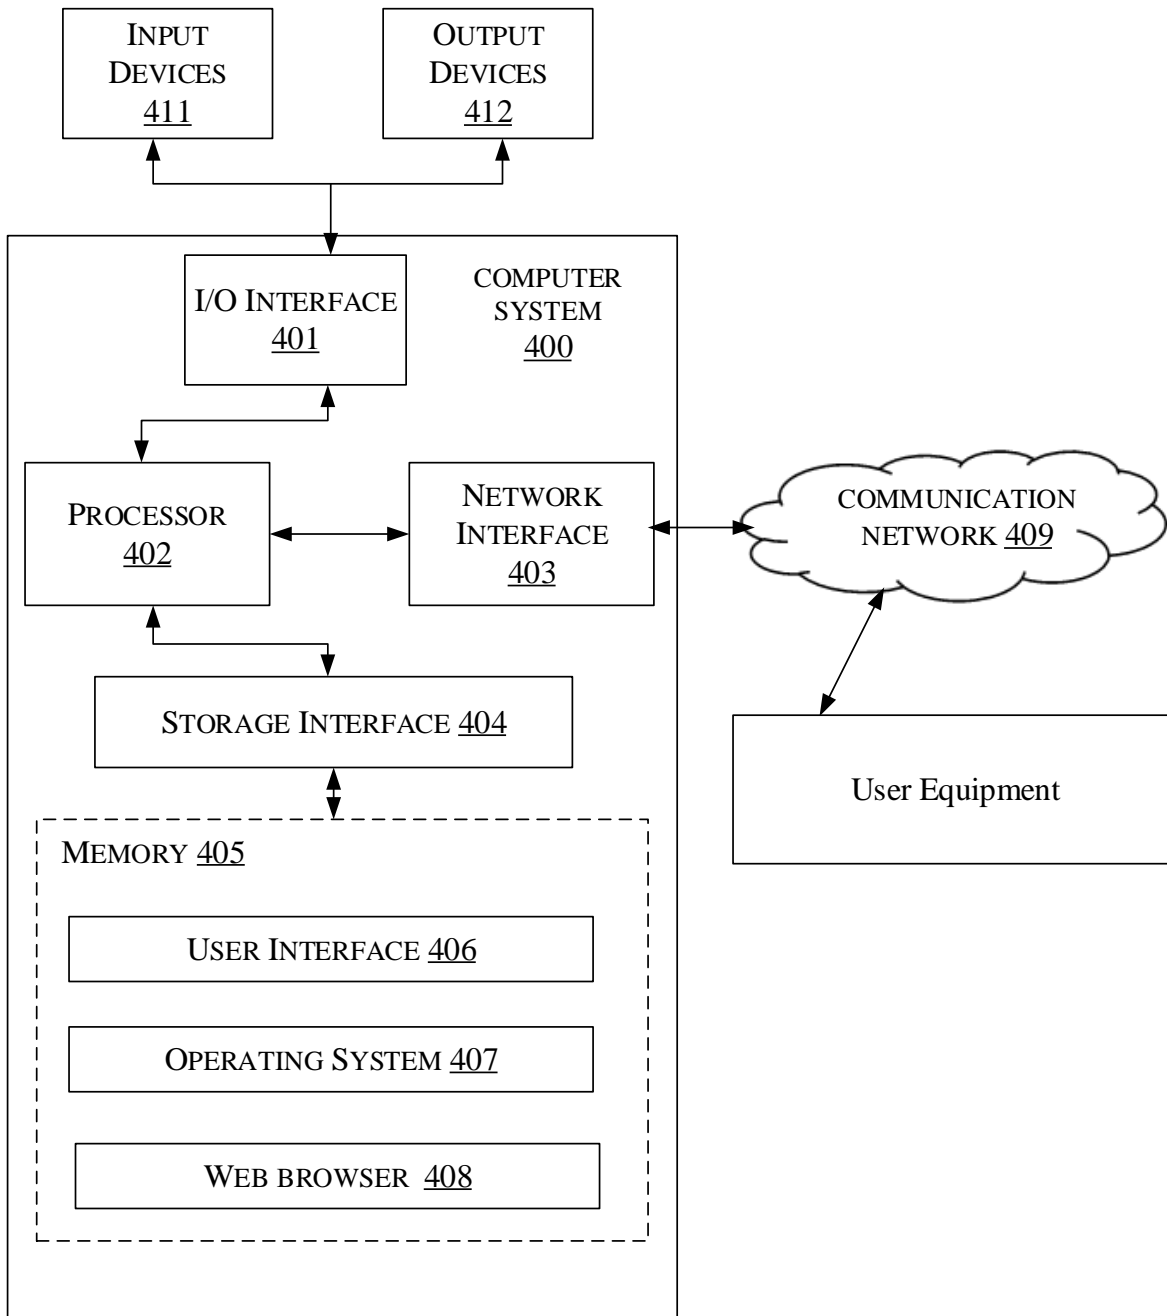 INPUT
DEVICES
411
OUTPUT
DEVICES
412
I/O INTERFACE
401
COMPUTER
SYSTEM
400
PROCESSOR
402
NETWORK
INTERFACE
403
COMMUNICATION
NETWORK 409
STORAGE INTERFACE 404
User Equipment
MEMORY 405
USER INTERFACE 406
OPERATING SYSTEM 407
WEB BROWSER 408